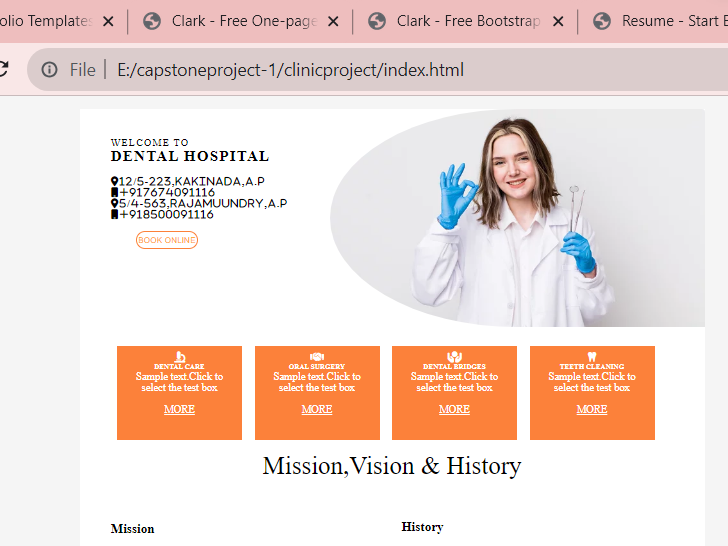 olio Templates
Clark - Free One-page
Clark - Free Bootstrap
Resume - Start B
File
E:/capstoneproject-1/clinicproject/index.html
WELCOME TO
DENTAL HOSPITAL
12/5-223,KAKINADA,A.P
+917674091116
5/4-563,RAJAMUUNDRY,A.P
+918500091116
BOOK ONLINE
DENTAL CARE
Sample text.Click to
select the test box
MORE
ORAL SURGERY
Sample text.Click to
select the test box
MORE
DENTAL BRIDGES
Sample text.Click to
select the test box
MORE
TEETH CLEANING
Sample text.Click to
select the test box
MORE
Mission,Vision & History
Mission
History